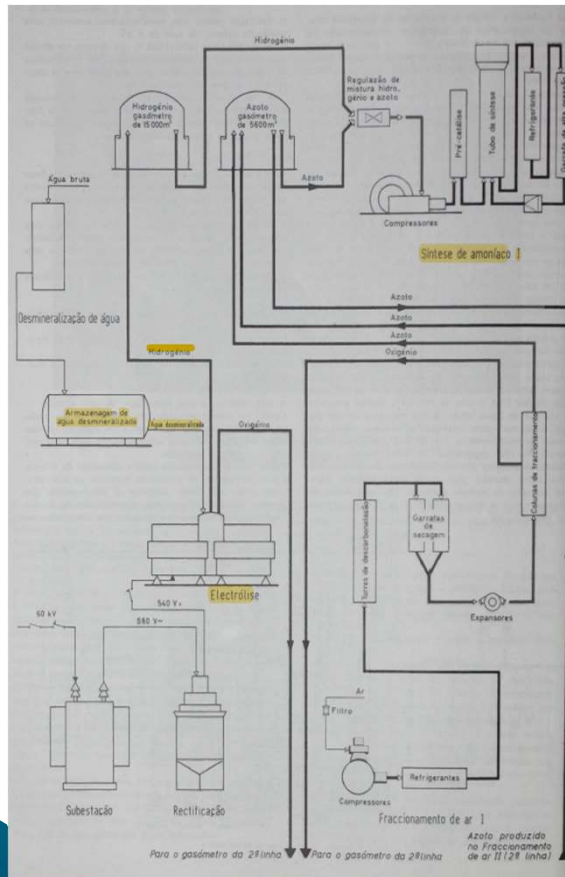 Hidrogénio
Hidrogénio
gasómetro
de 15000m³
Azoto
gasómetro
de 5600m³
Regulação de
mistura hidro,
génio e azoto
Azoto
Compressores
Pré-catálise
Tubo de síntese
Refrigerante
Síntese de amoníaco I
Água bruta
Desmineralização de água
Azoto
Azoto
Azoto
Oxigénio
Hidrogénio
Armazenagem de
água desmineralizada
Água desmineralizada
Oxigénio
Electrólise
540 V=
60 kV
580 V~
Subestação
Rectificação
Torres de descarbonatação
Garrafas
de
secagem
Colunas de fraccionamento
Expansores
Ar
Filtro
Compressores
Refrigerantes
Fraccionamento de ar I
Para o gasómetro da 2ª linha
Para o gasómetro da 2ª linha
Azoto produzido
no Fraccionamento
de ar II (2ª linha)